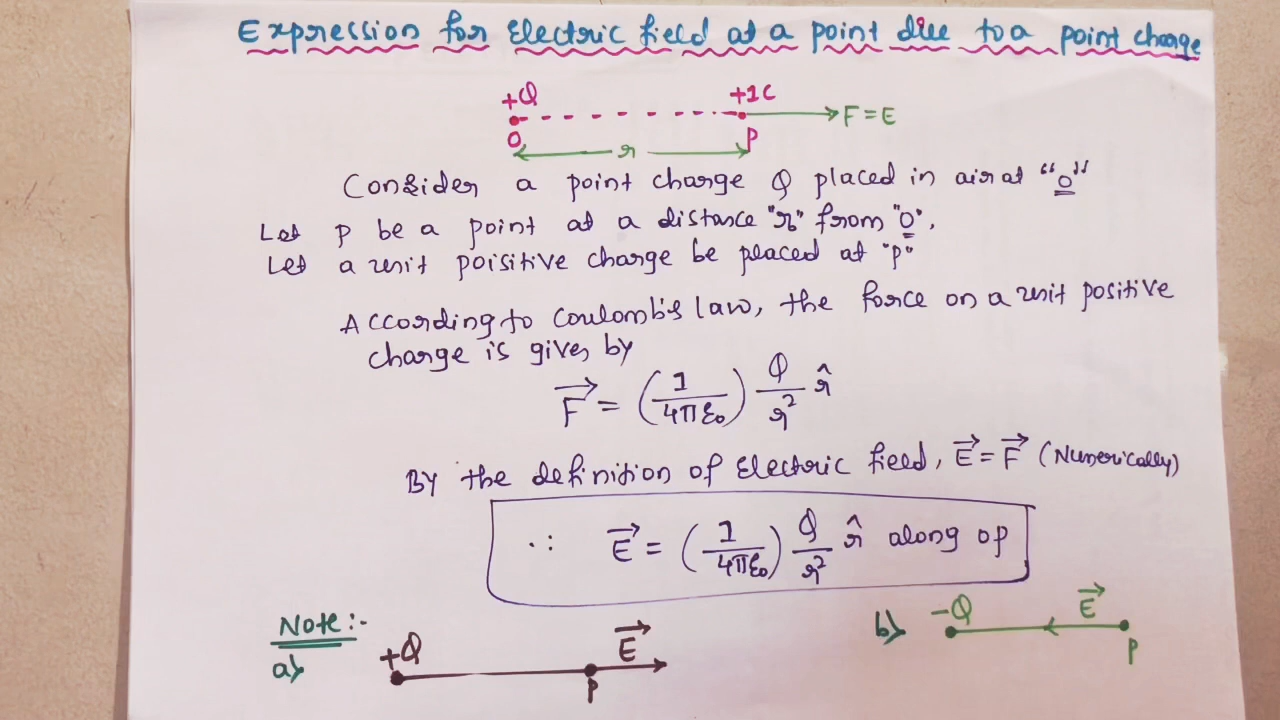 Expression for Electric field at a point due to a point charge
+Q +1C
F=E
O P
r
Consider a point charge Q placed in air at "O"
Let P be a point at a distance "r" from "O".
Let a unit poisitive charge be placed at "P"
According to Coulomb's law, the force on a unit positive
charge is given by
F⃗ = (1/4πε₀) Q/r² r̂
By the definition of Electric field, E⃗ = F⃗ (Numerically)
∴ E⃗ = (1/4πε₀) Q/r² r̂ along op
Note:-
a) +Q P E⃗
b) -Q E⃗ P